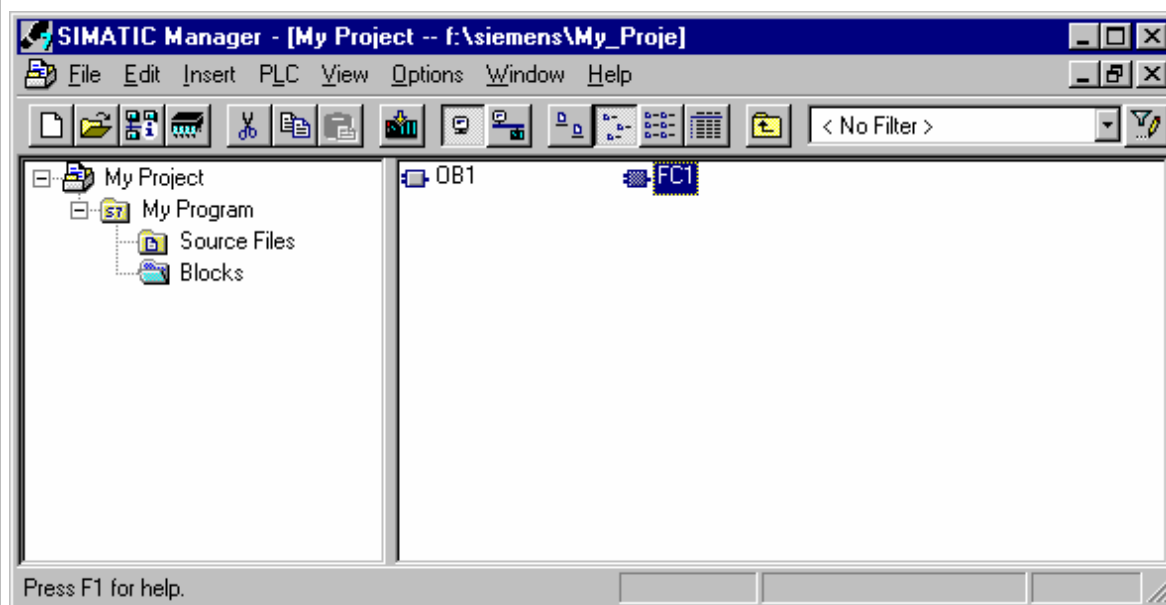 SIMATIC Manager - [My Project -- f:\siemens\My_Proje]
File Edit Insert PLC View Options Window Help
< No Filter >
My Project
My Program
Source Files
Blocks
OB1 FC1
Press F1 for help.